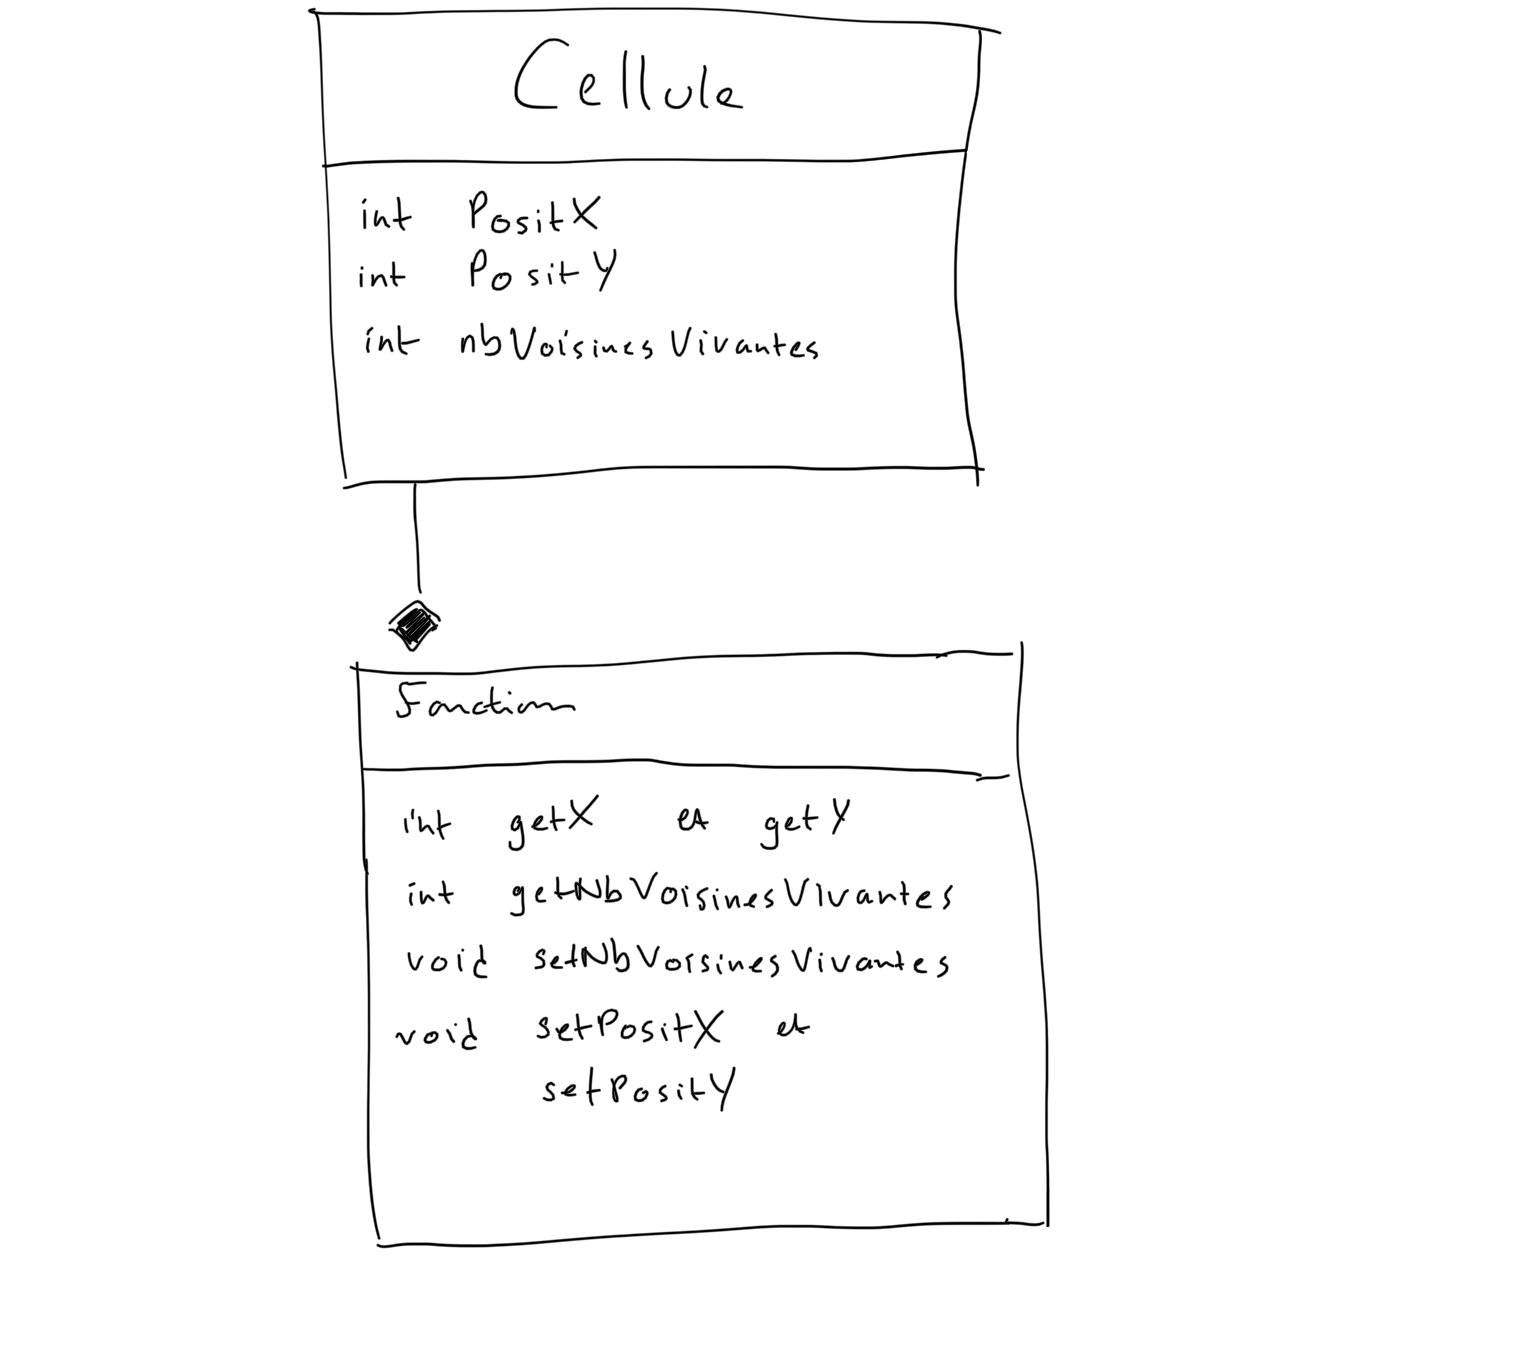 Cellule
int PositX
int PositY
int nbVoisinesVivantes
Fonction
int getX et getY
int getNbVoisinesVivantes
void setNbVoisinesVivantes
void setPositX et
setPositY